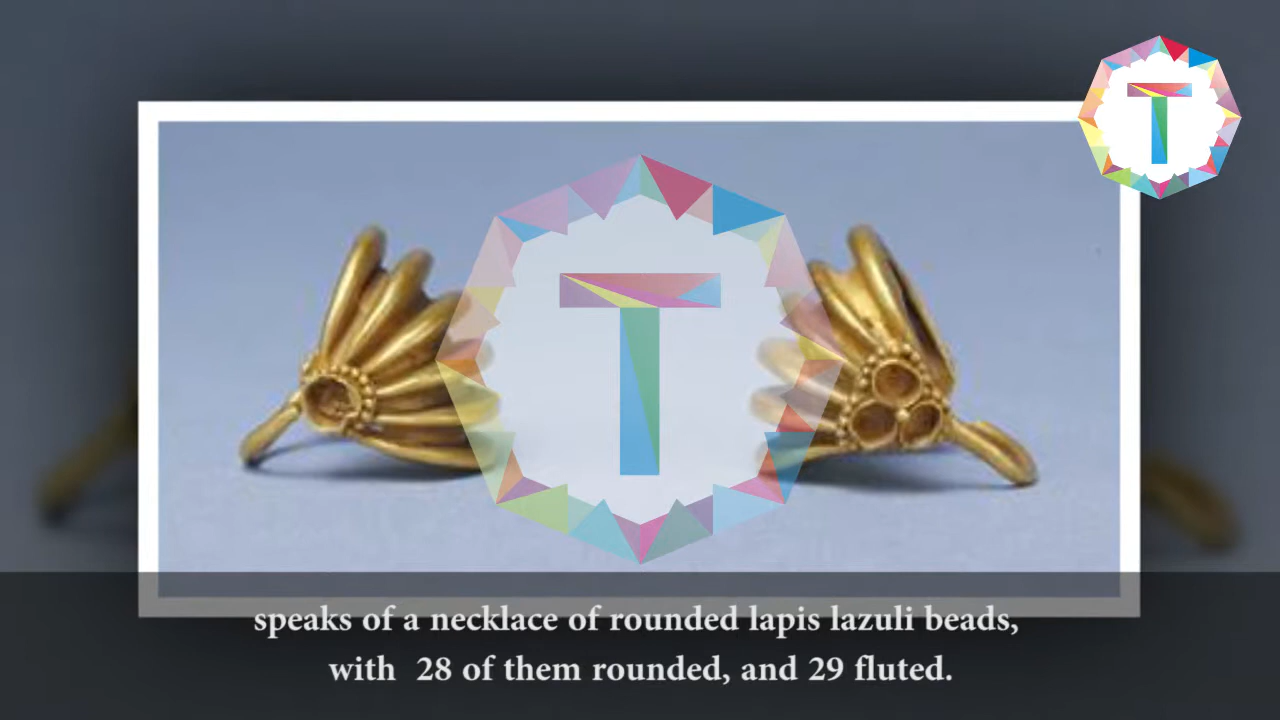 T
T
speaks of a necklace of rounded lapis lazuli beads,
with  28 of them rounded, and 29 fluted.